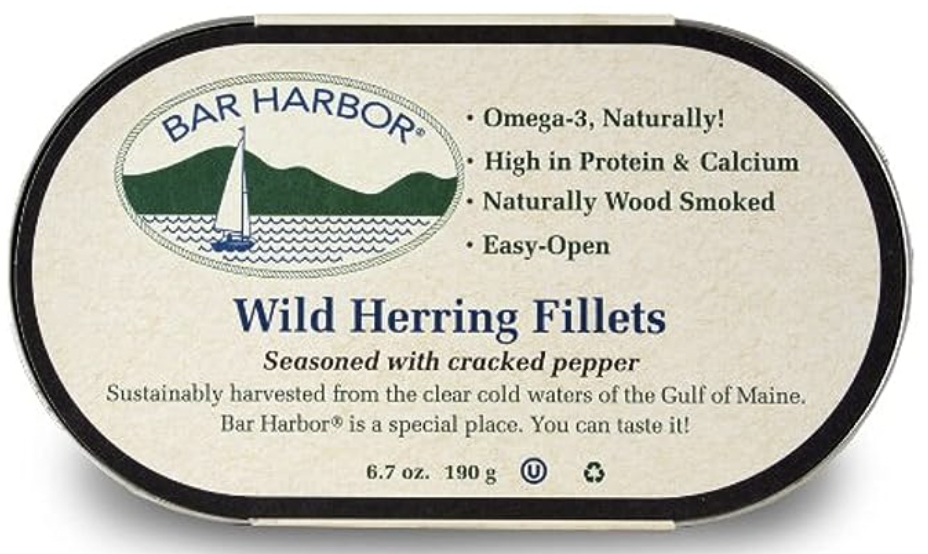 BAR HARBOR®
• Omega-3, Naturally!
• High in Protein & Calcium
• Naturally Wood Smoked
• Easy-Open
Wild Herring Fillets
Seasoned with cracked pepper
Sustainably harvested from the clear cold waters of the Gulf of Maine.
Bar Harbor® is a special place. You can taste it!
6.7 oz. 190 g U